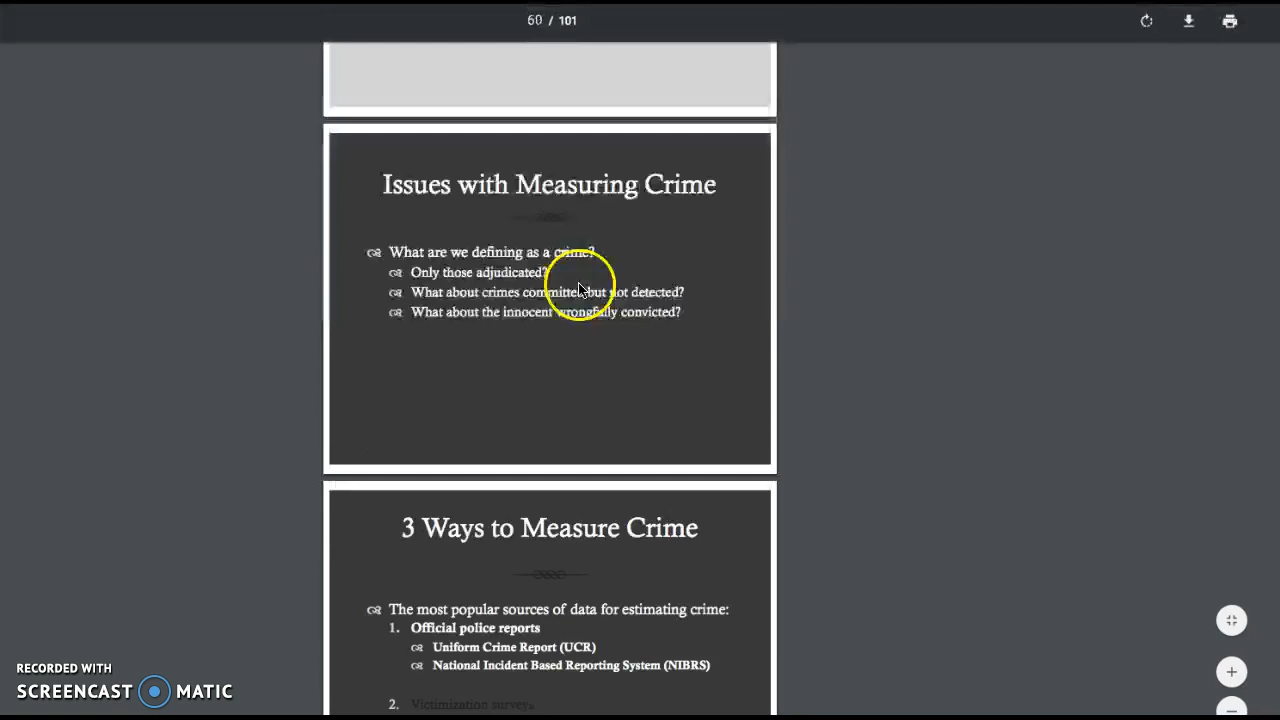 60 / 101
Issues with Measuring Crime
What are we defining as a crime?
Only those adjudicated?
What about crimes committed but not detected?
What about the innocent wrongfully convicted?
3 Ways to Measure Crime
The most popular sources of data for estimating crime:
1. Official police reports
Uniform Crime Report (UCR)
National Incident Based Reporting System (NIBRS)
2. Victimization surveys
RECORDED WITH
SCREENCAST MATIC